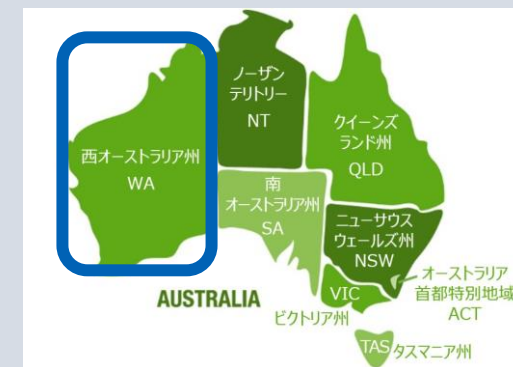 ノーザン
テリトリー
NT
クイーンズ
ランド州
QLD
西オーストラリア州
WA
南
オーストラリア州
SA
ニューサウス
ウェールズ州
NSW
オーストラリア
首都特別地域
ACT
VIC
ビクトリア州
AUSTRALIA
TAS
タスマニア州